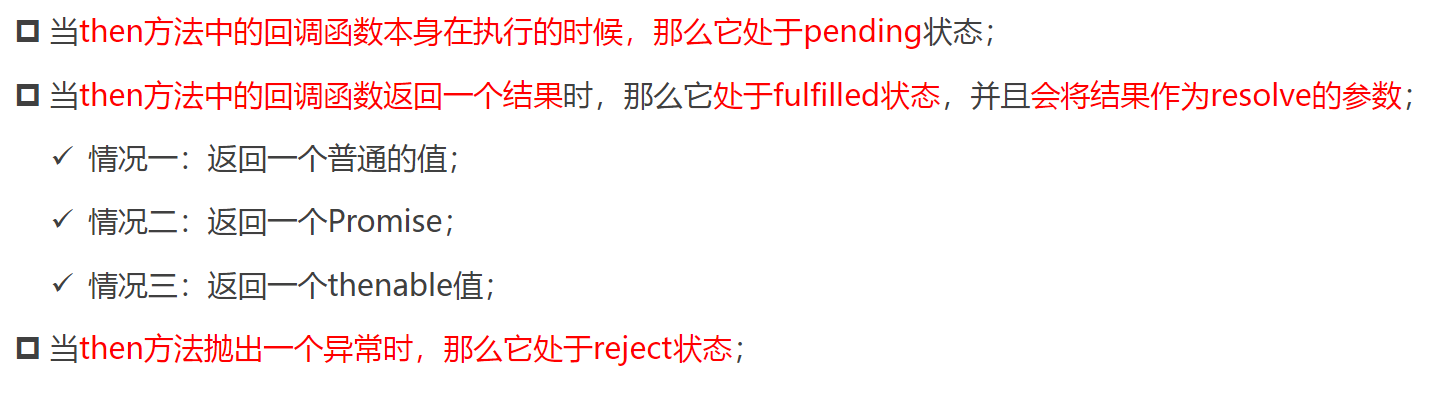 当then方法中的回调函数本身在执行的时候，那么它处于pending状态；
当then方法中的回调函数返回一个结果时，那么它处于fulfilled状态，并且会将结果作为resolve的参数；
情况一：返回一个普通的值；
情况二：返回一个Promise；
情况三：返回一个thenable值；
当then方法抛出一个异常时，那么它处于reject状态；